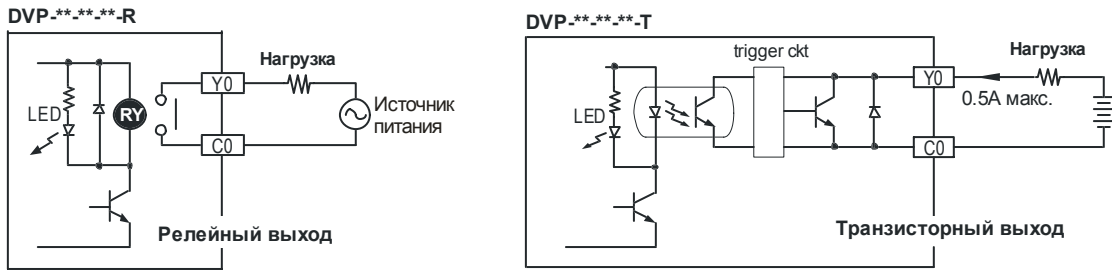 DVP-**-**-**-R
Нагрузка
Y0
LED
RY
Источник
питания
C0
Релейный выход
DVP-**-**-**-T
trigger ckt
Нагрузка
Y0
0.5A макс.
LED
C0
Транзисторный выход